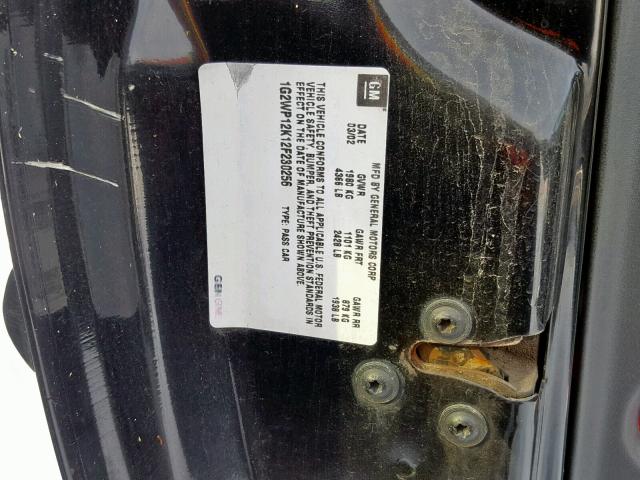 GM
MFD BY GENERAL MOTORS CORP
DATE GVWR GAWR FRT GAWR RR
03/02 1980 KG 1101 KG 879 KG
4366 LB 2428 LB 1938 LB
THIS VEHICLE CONFORMS TO ALL APPLICABLE U.S. FEDERAL MOTOR
VEHICLE SAFETY, BUMPER, AND THEFT PREVENTION STANDARDS IN
EFFECT ON THE DATE OF MANUFACTURE SHOWN ABOVE.
1G2WP12K12F230256 TYPE: PASS CAR